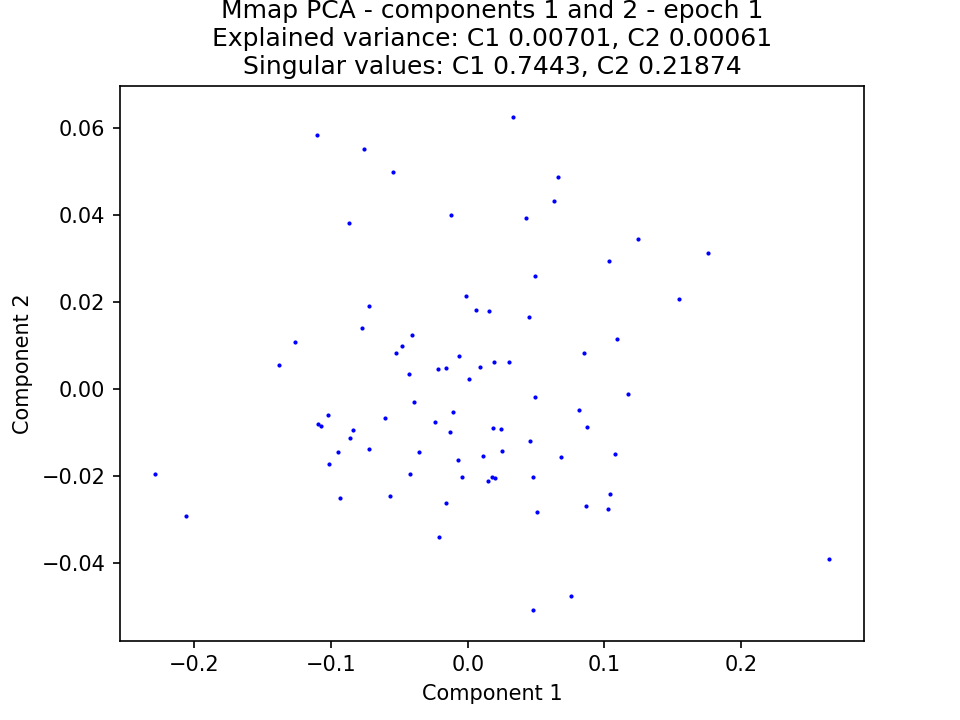 Mmap PCA - components 1 and 2 - epoch 1
Explained variance: C1 0.00701, C2 0.00061
Singular values: C1 0.7443, C2 0.21874
0.06
0.04
0.02
0.00
−0.02
−0.04
Component 2
−0.2
−0.1
0.0
0.1
0.2
Component 1